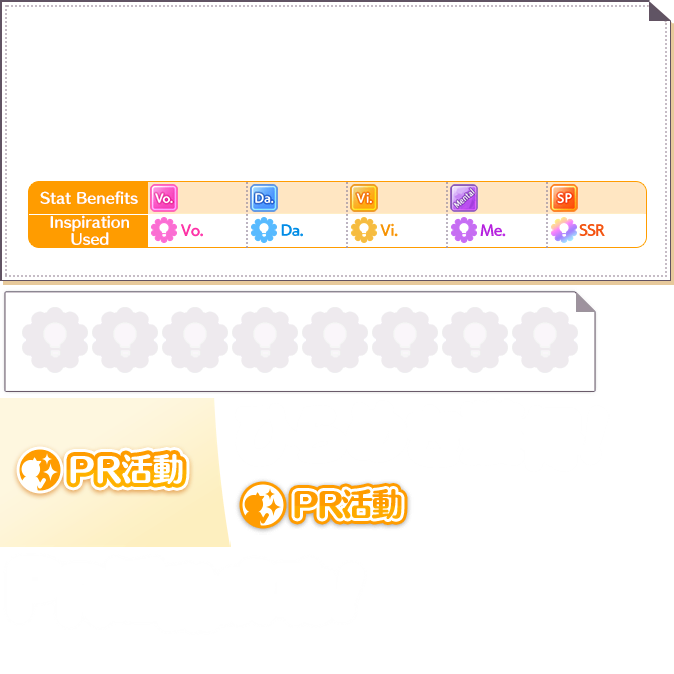 Stat Benefits Vo. Da. Vi. Mental SP
Inspiration
Used
Vo. Da. Vi. Me. SSR
PR活動
PR活動